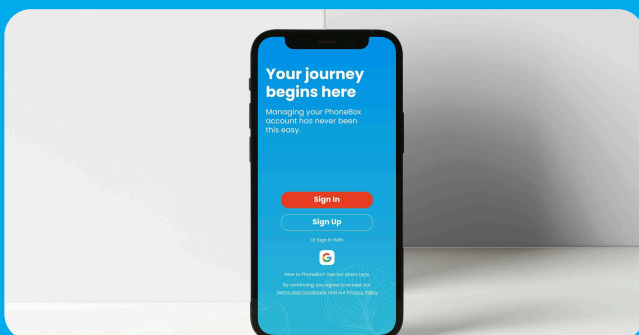 Your journey
begins here
Managing your PhoneBox
account has never been
this easy.
Sign In
Sign Up
Or Sign In With
G
New to PhoneBox? See our plans here
By continuing, you agree to accept our
Terms and Conditions and our Privacy Policy